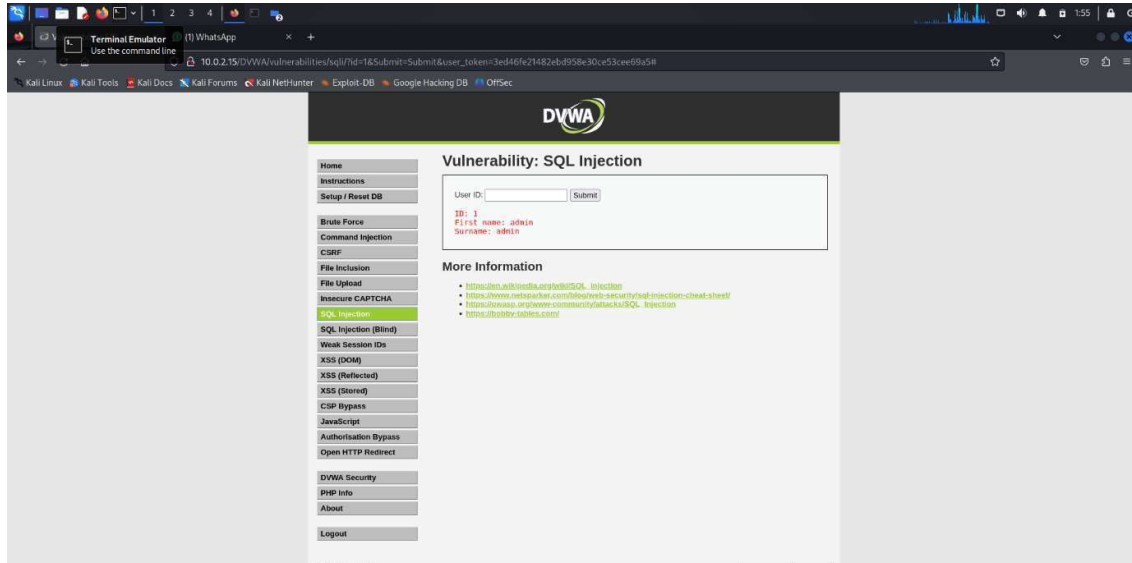 1 2 3 4
1:55
Terminal Emulator
Use the command line
(1) WhatsApp
10.0.2.15/DVWA/vulnerabilities/sqli/?id=1&Submit=Submit&user_token=3ed46fe21482ebd958e30ce53cee69a5#
Kali Linux Kali Tools Kali Docs Kali Forums Kali NetHunter Exploit-DB Google Hacking DB OffSec
DVWA
Home
Instructions
Setup / Reset DB
Brute Force
Command Injection
CSRF
File Inclusion
File Upload
Insecure CAPTCHA
SQL Injection
SQL Injection (Blind)
Weak Session IDs
XSS (DOM)
XSS (Reflected)
XSS (Stored)
CSP Bypass
JavaScript
Authorisation Bypass
Open HTTP Redirect
DVWA Security
PHP Info
About
Logout
Vulnerability: SQL Injection
User ID: Submit
ID: 1
First name: admin
Surname: admin
More Information
https://en.wikipedia.org/wiki/SQL_injection
https://www.netsparker.com/blog/web-security/sql-injection-cheat-sheet/
https://owasp.org/www-community/attacks/SQL_Injection
https://bobby-tables.com/